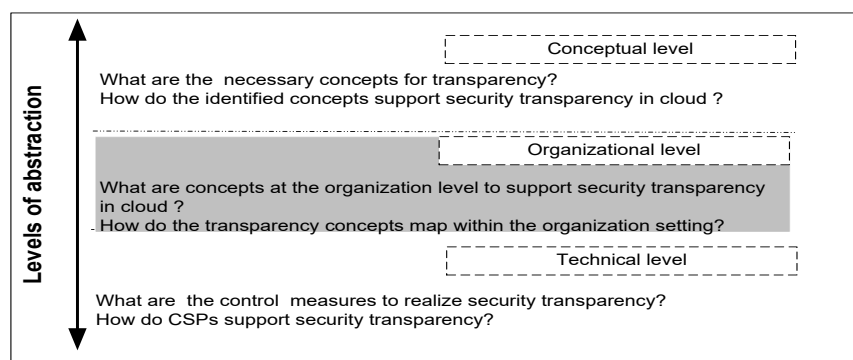 Levels of abstraction
Conceptual level
What are the necessary concepts for transparency?
How do the identified concepts support security transparency in cloud ?
Organizational level
What are concepts at the organization level to support security transparency
in cloud ?
How do the transparency concepts map within the organization setting?
Technical level
What are the control measures to realize security transparency?
How do CSPs support security transparency?